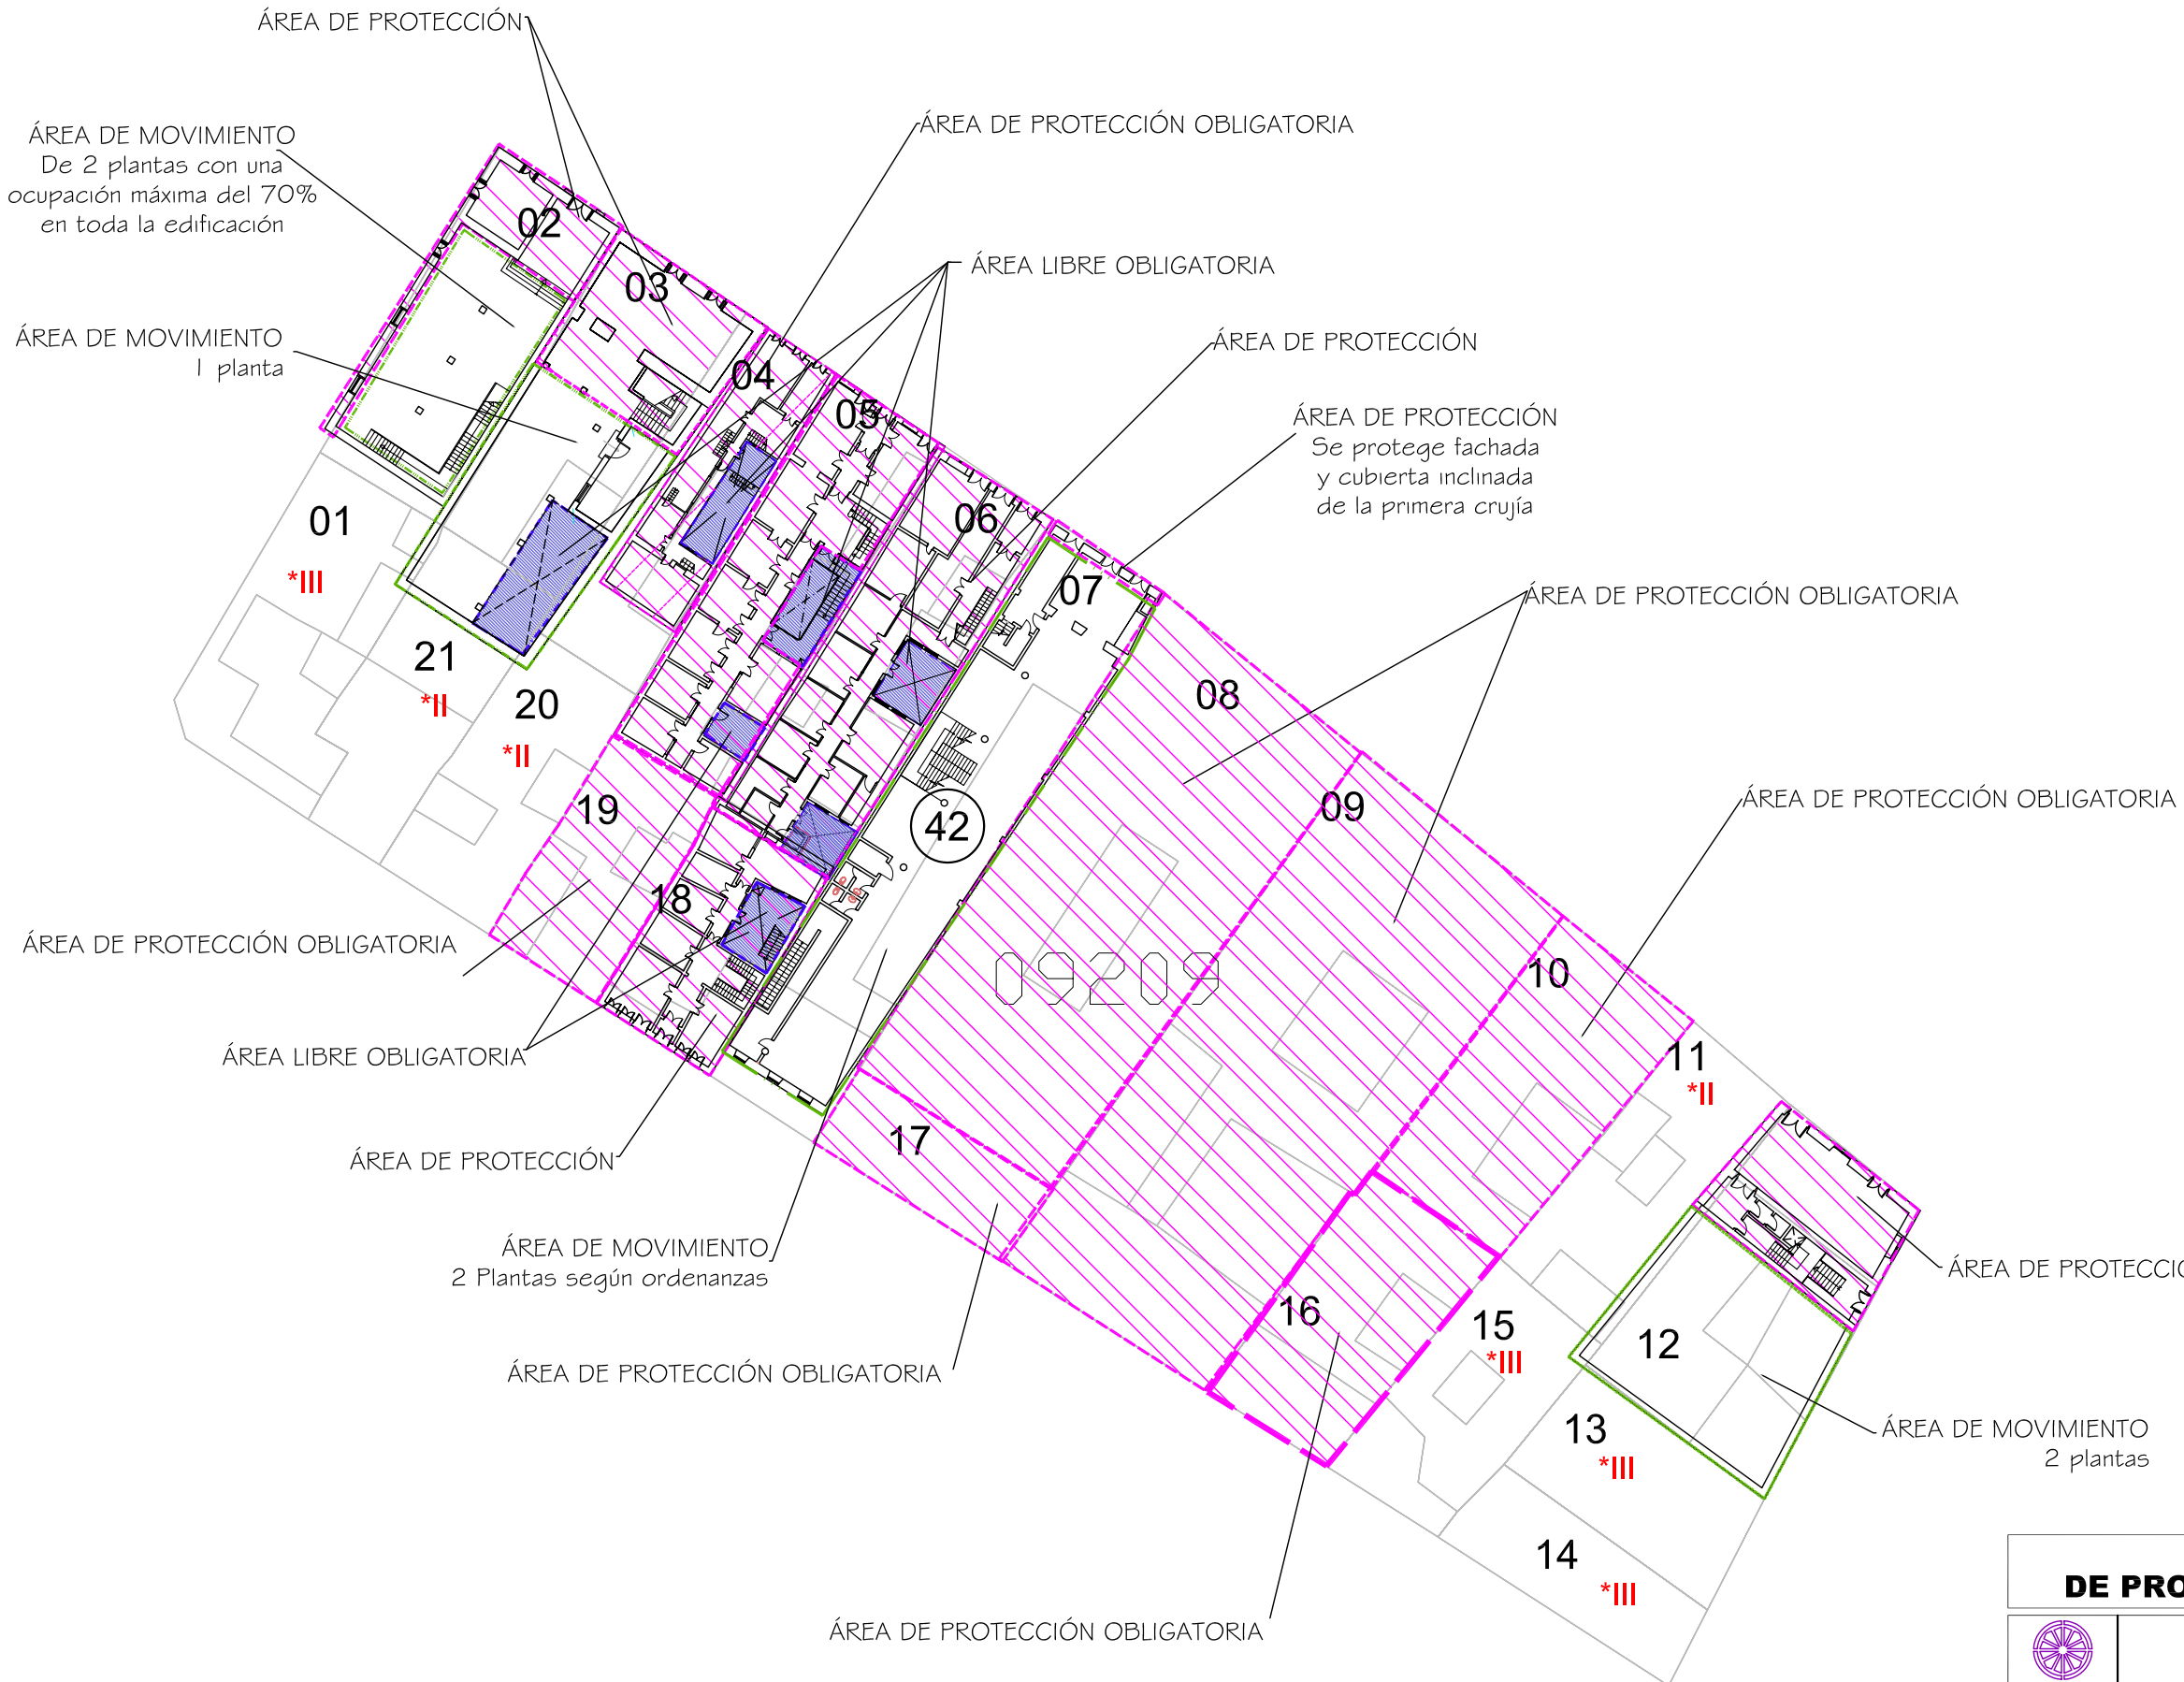 ÁREA DE PROTECCIÓN
ÁREA DE MOVIMIENTO
De 2 plantas con una
ocupación máxima del 70%
en toda la edificación
ÁREA DE PROTECCIÓN OBLIGATORIA
02
ÁREA LIBRE OBLIGATORIA
03
ÁREA DE MOVIMIENTO
1 planta
ÁREA DE PROTECCIÓN
04
05
ÁREA DE PROTECCIÓN
Se protege fachada
y cubierta inclinada
de la primera crujía
01
*III
06
07
ÁREA DE PROTECCIÓN OBLIGATORIA
21
*II
20
*II
08
19
09
ÁREA DE PROTECCIÓN OBLIGATORIA
42
18
ÁREA DE PROTECCIÓN OBLIGATORIA
09209
10
ÁREA LIBRE OBLIGATORIA
11
*II
ÁREA DE PROTECCIÓN
17
ÁREA DE MOVIMIENTO
2 Plantas según ordenanzas
ÁREA DE PROTECCIÓ
16
15
*III
12
ÁREA DE PROTECCIÓN OBLIGATORIA
13
*III
ÁREA DE MOVIMIENTO
2 plantas
14
*III
DE PRO
ÁREA DE PROTECCIÓN OBLIGATORIA